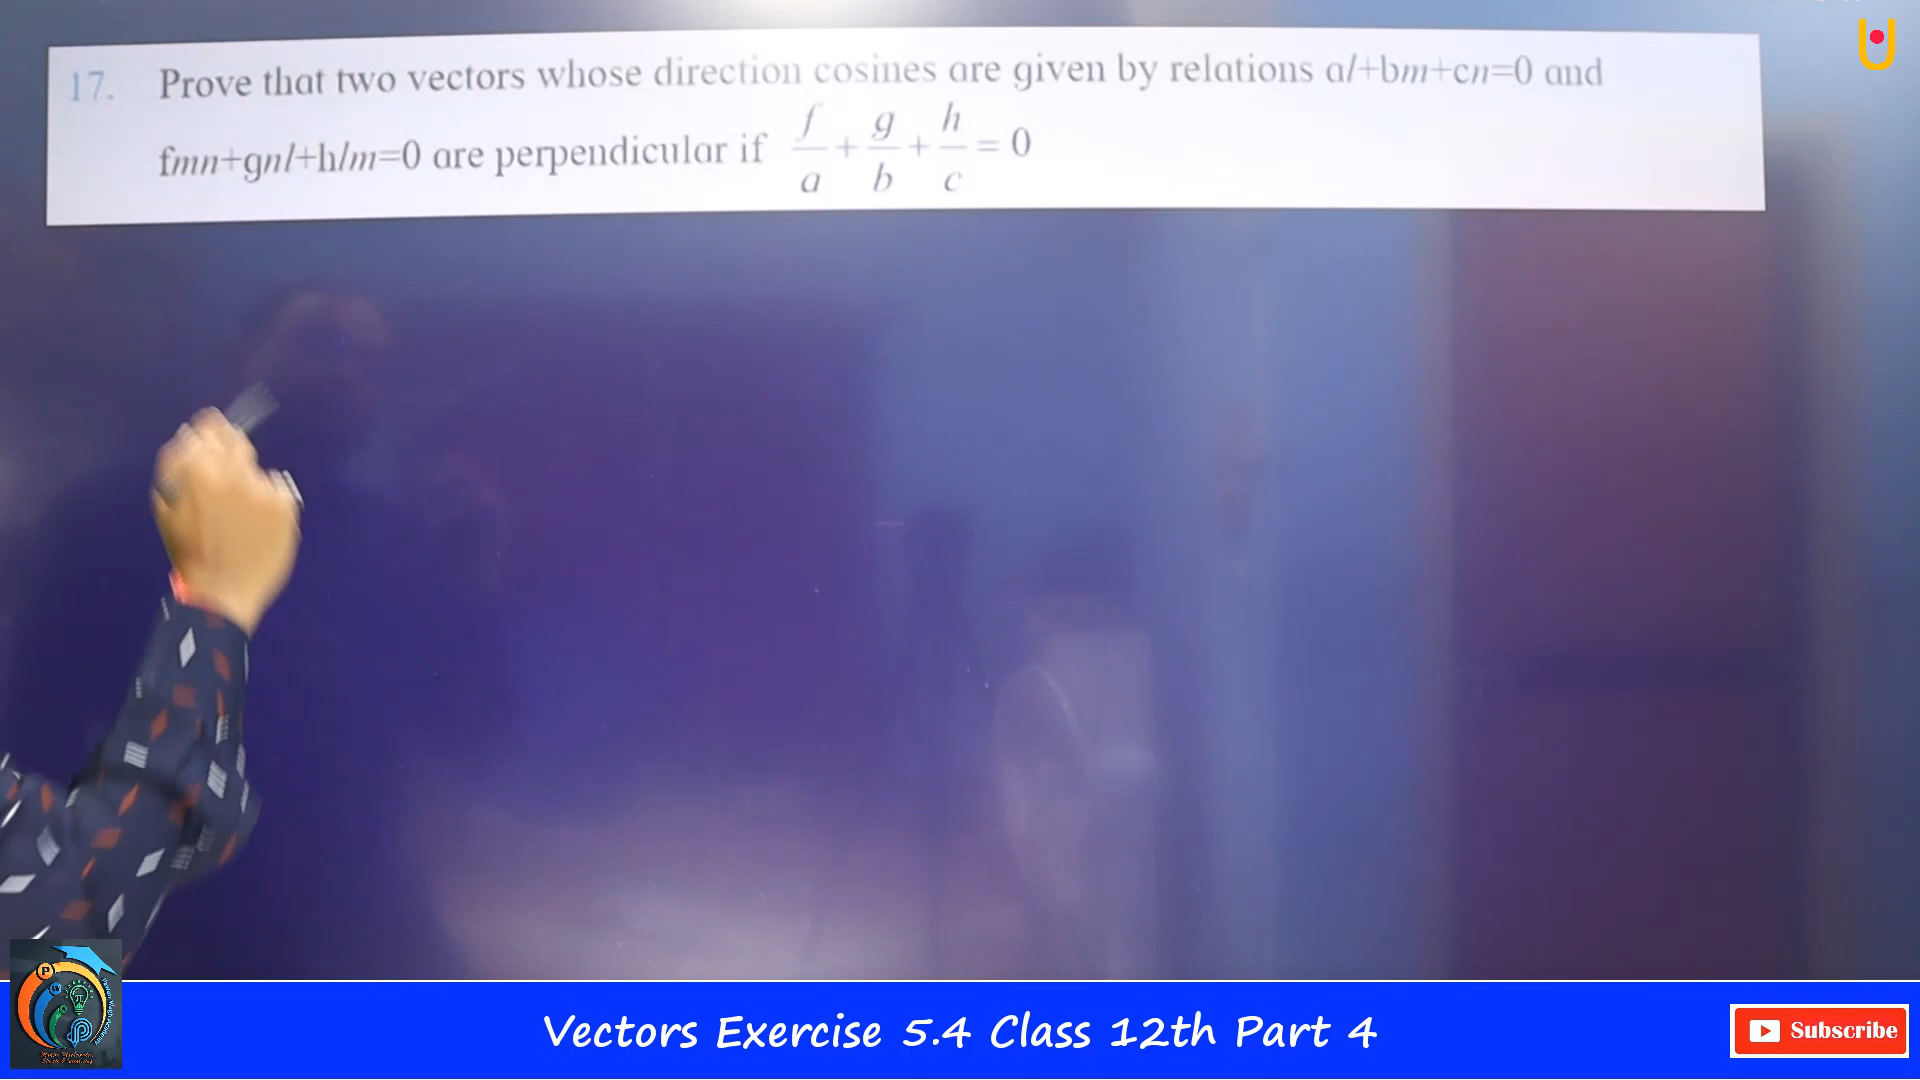 17. Prove that two vectors whose direction cosines are given by relations al+bm+cn=0 and
fmn+gnl+hlm=0 are perpendicular if f/a + g/b + h/c = 0
Vectors Exercise 5.4 Class 12th Part 4
Subscribe